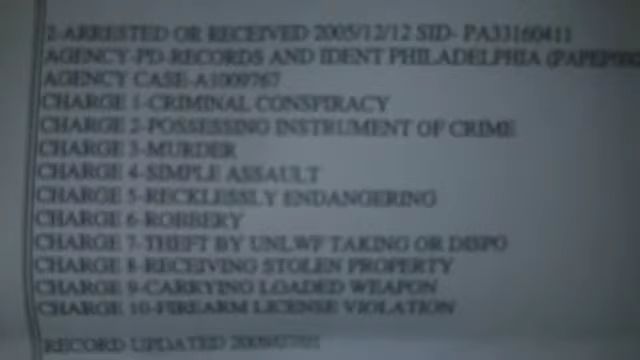 2-ARRESTED OR RECEIVED 2005/12/12 SID- PA33160411
AGENCY-PD-RECORDS AND IDENT PHILADELPHIA
AGENCY CASE-A1009767
CHARGE 1-CRIMINAL CONSPIRACY
CHARGE 2-POSSESSING INSTRUMENT OF CRIME
CHARGE 3-MURDER
CHARGE 4-SIMPLE ASSAULT
CHARGE 5-RECKLESSLY ENDANGERING
CHARGE 6-ROBBERY
CHARGE 7-THEFT BY UNLWF TAKING OR DISPO
CHARGE 8-RECEIVING STOLEN PROPERTY
CHARGE 9-CARRYING LOADED WEAPON
CHARGE 10-FIREARM LICENSE VIOLATION
RECORD UPDATED